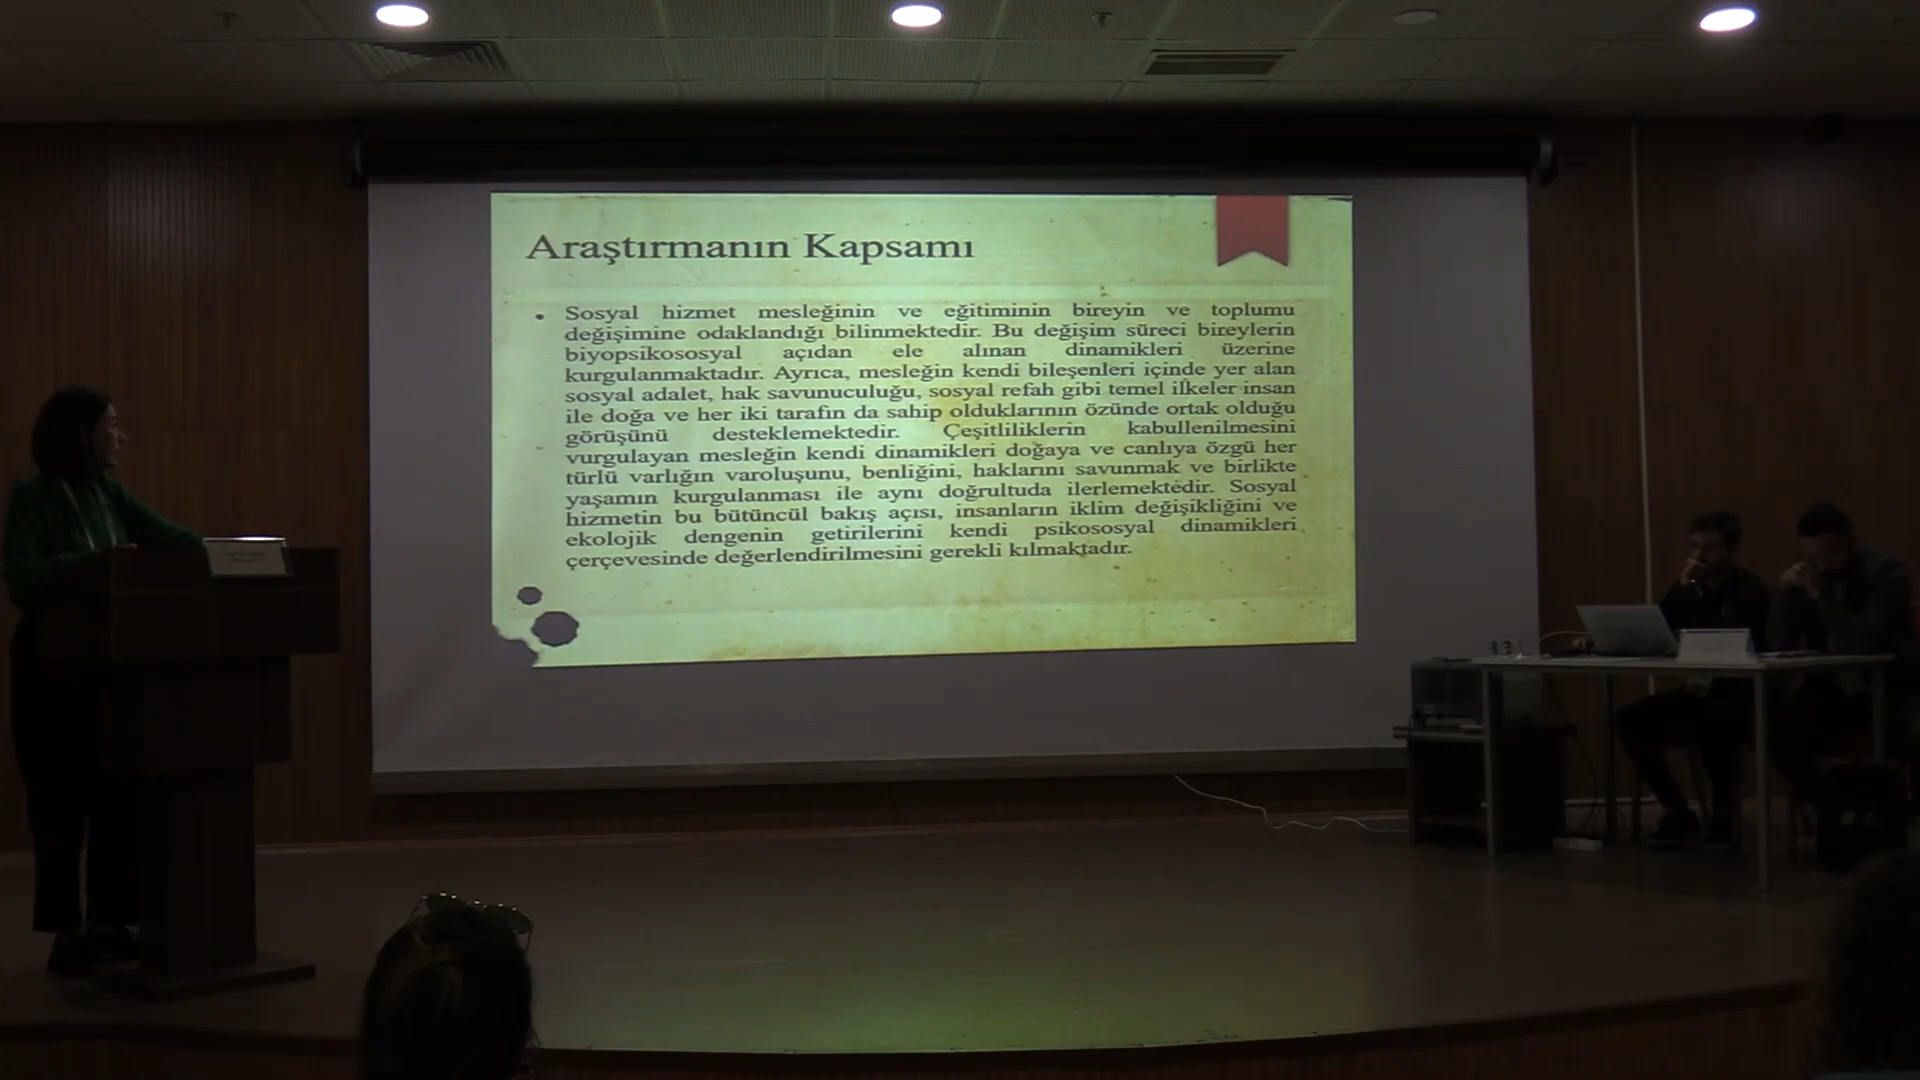 Araştırmanın Kapsamı
• Sosyal hizmet mesleğinin ve eğitiminin bireyin ve toplumu
değişimine odaklandığı bilinmektedir. Bu değişim süreci bireylerin
biyopsikososyal açıdan ele alınan dinamikleri üzerine
kurgulanmaktadır. Ayrıca, mesleğin kendi bileşenleri içinde yer alan
sosyal adalet, hak savunuculuğu, sosyal refah gibi temel ilkeler insan
ile doğa ve her iki tarafın da sahip olduklarının özünde ortak olduğu
görüşünü desteklemektedir. Çeşitliliklerin kabullenilmesini
vurgulayan mesleğin kendi dinamikleri doğaya ve canlıya özgü her
türlü varlığın varoluşunu, benliğini, haklarını savunmak ve birlikte
yaşamın kurgulanması ile aynı doğrultuda ilerlemektedir. Sosyal
hizmetin bu bütüncül bakış açısı, insanların iklim değişikliğini ve
ekolojik dengenin getirilerini kendi psikososyal dinamikleri
çerçevesinde değerlendirilmesini gerekli kılmaktadır.